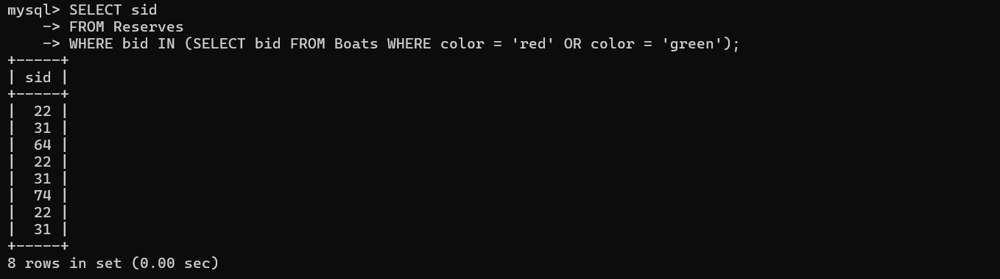 mysql> SELECT sid
    -> FROM Reserves
    -> WHERE bid IN (SELECT bid FROM Boats WHERE color = 'red' OR color = 'green');
+-----+
| sid |
+-----+
|  22 |
|  31 |
|  64 |
|  22 |
|  31 |
|  74 |
|  22 |
|  31 |
+-----+
8 rows in set (0.00 sec)